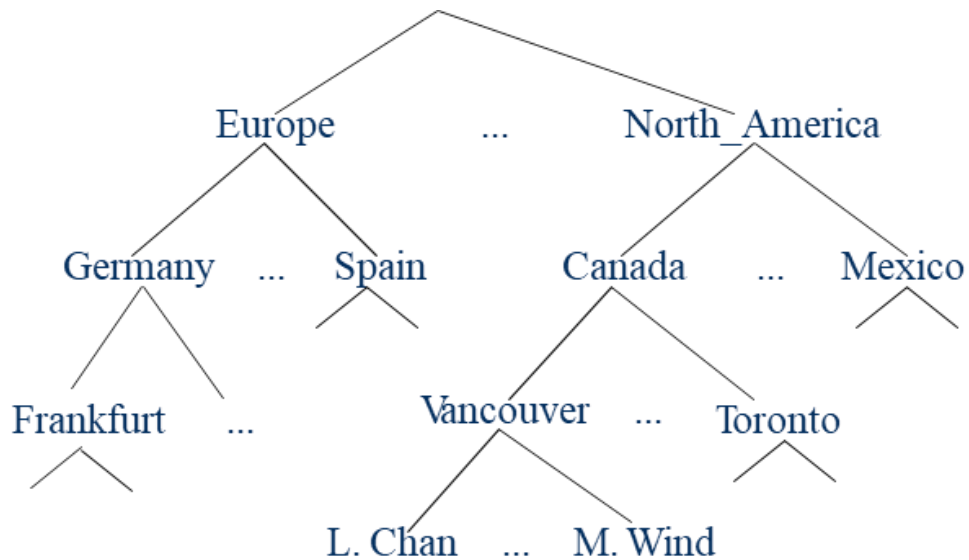 Europe ... North_America
Germany ... Spain Canada ... Mexico
Frankfurt ... Vancouver ... Toronto
L. Chan ... M. Wind